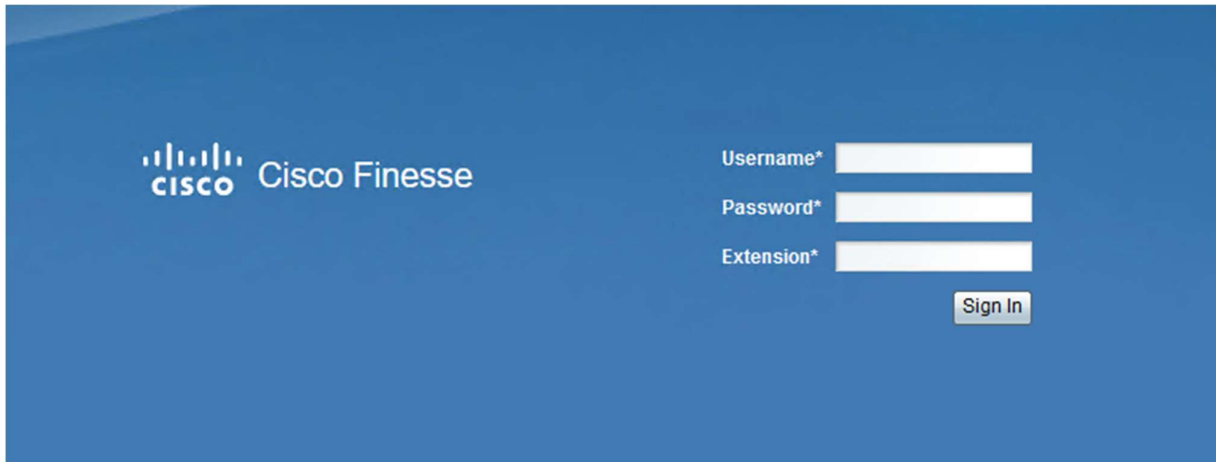 CISCO Cisco Finesse
Username*
Password*
Extension*
Sign In